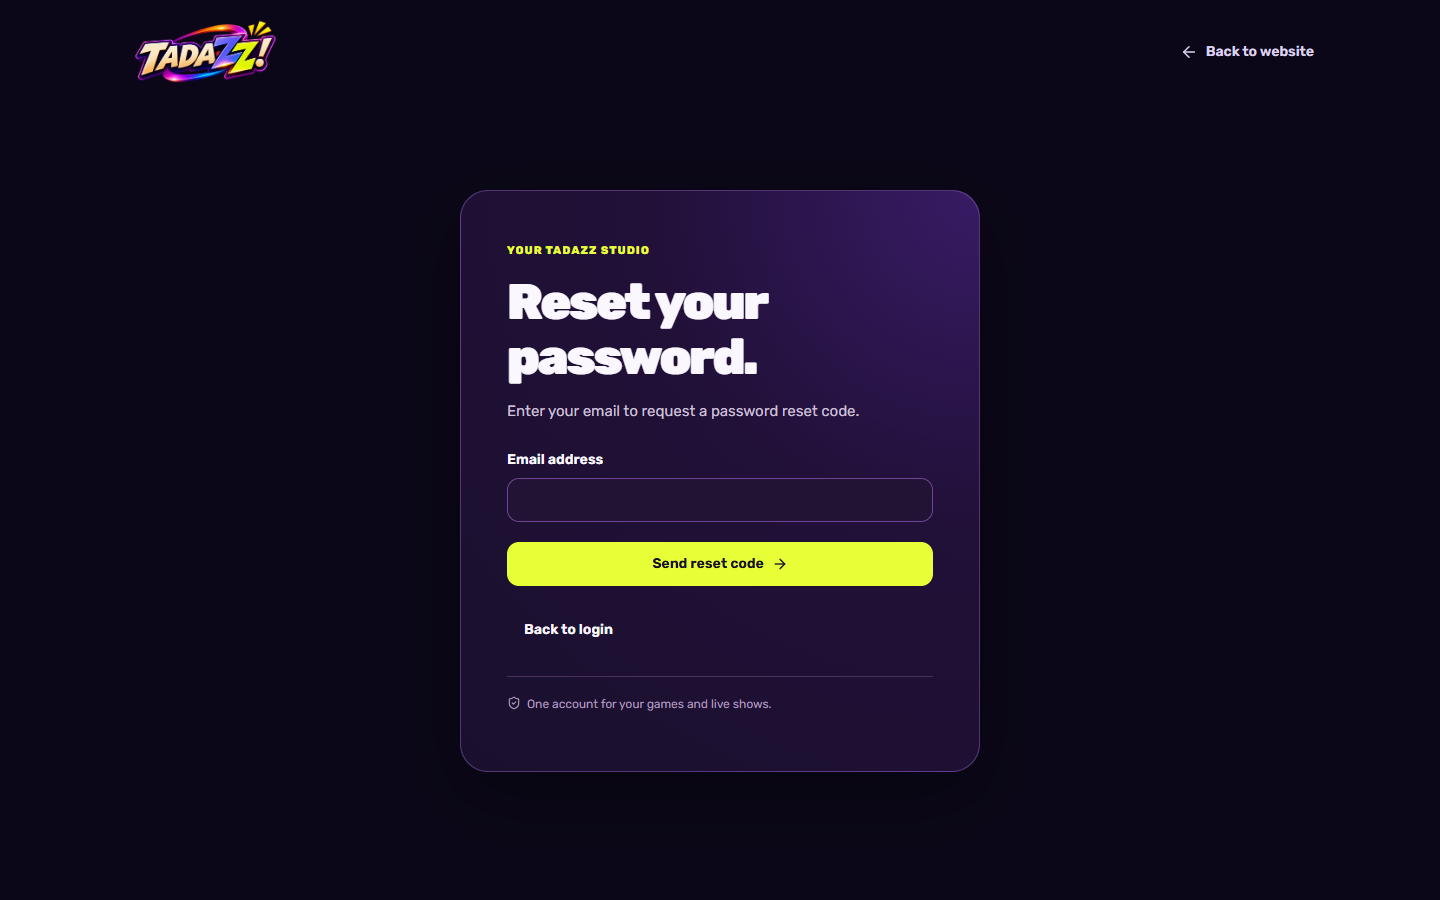 TADAZZ!
Back to website
YOUR TADAZZ STUDIO
Reset your
password.
Enter your email to request a password reset code.
Email address
Send reset code
Back to login
One account for your games and live shows.